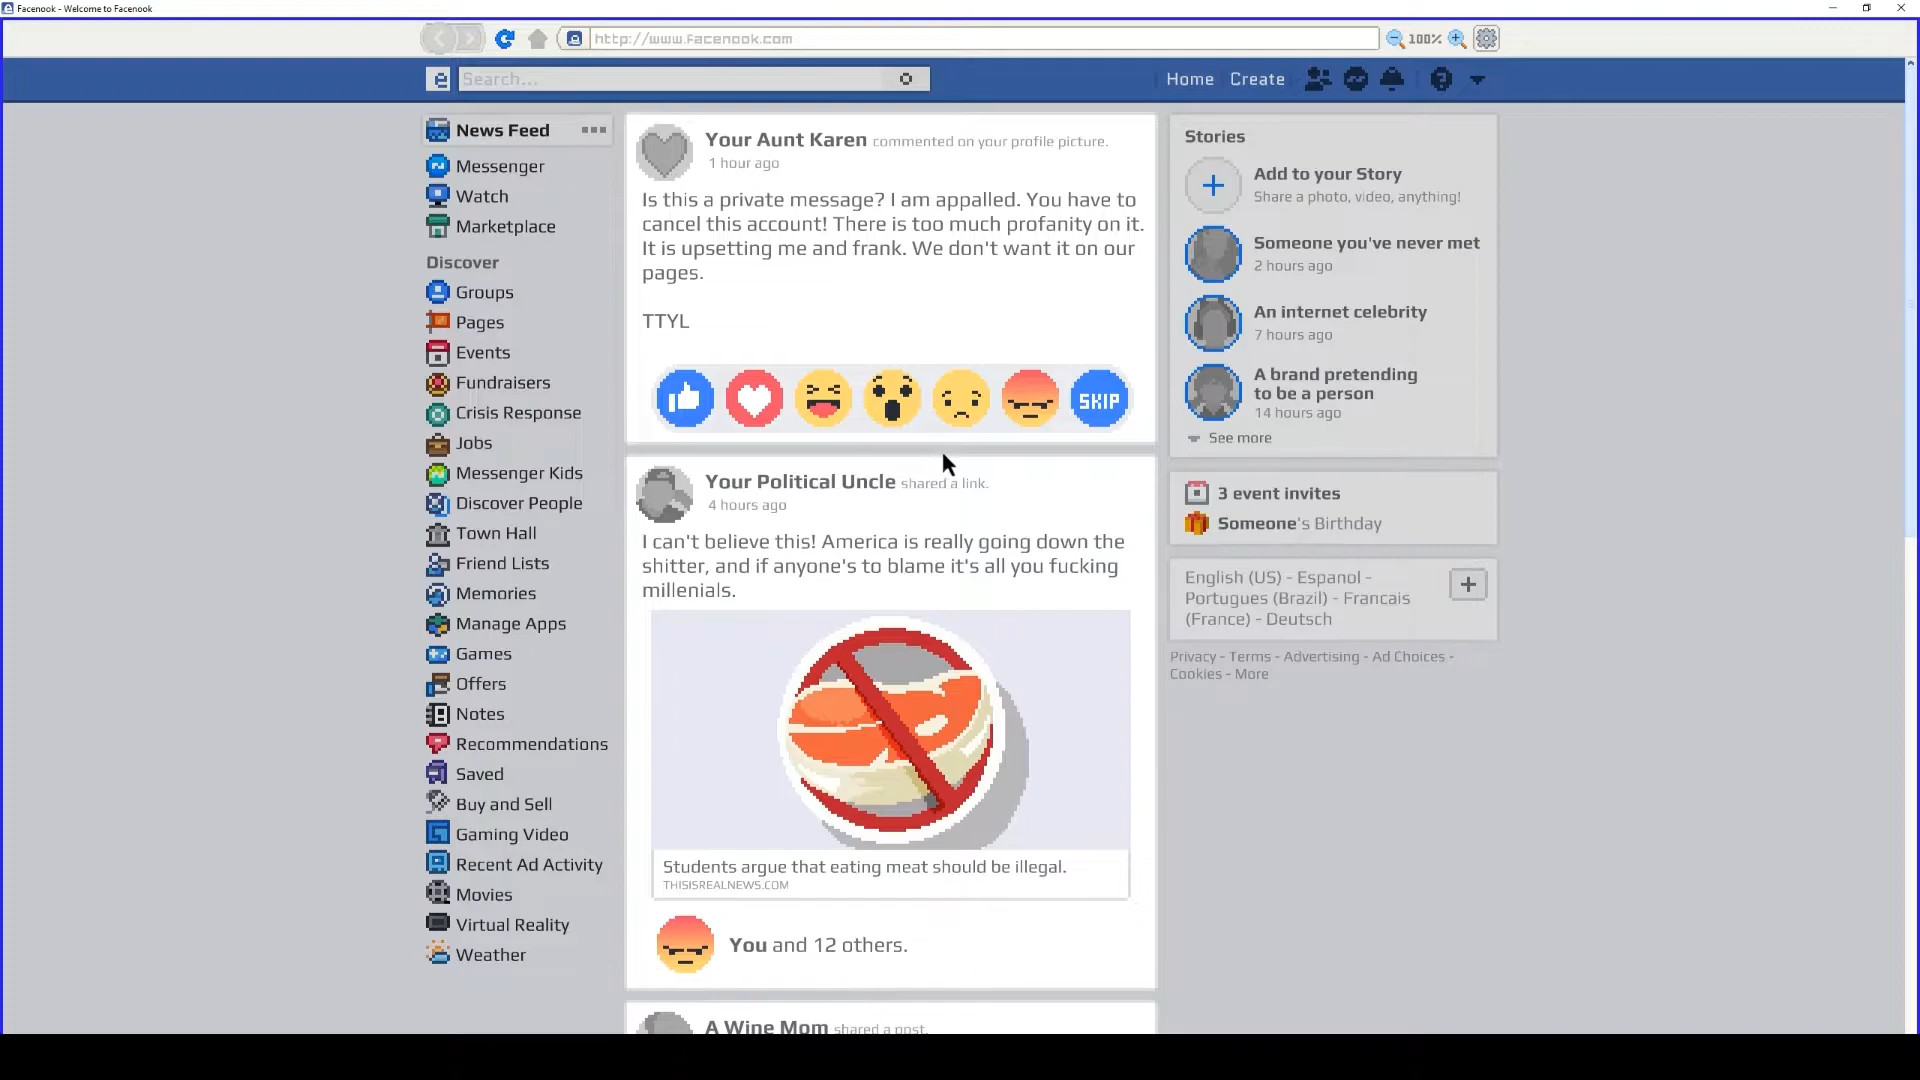 Facenook - Welcome to Facenook
http://www.Facenook.com
100%
Search...
Home
Create
News Feed
Messenger
Watch
Marketplace
Discover
Groups
Pages
Events
Fundraisers
Crisis Response
Jobs
Messenger Kids
Discover People
Town Hall
Friend Lists
Memories
Manage Apps
Games
Offers
Notes
Recommendations
Saved
Buy and Sell
Gaming Video
Recent Ad Activity
Movies
Virtual Reality
Weather
Your Aunt Karen commented on your profile picture.
1 hour ago
Is this a private message? I am appalled. You have to
cancel this account! There is too much profanity on it.
It is upsetting me and frank. We don't want it on our
pages.
TTYL
SKIP
Your Political Uncle shared a link.
4 hours ago
I can't believe this! America is really going down the
shitter, and if anyone's to blame it's all you fucking
millenials.
Students argue that eating meat should be illegal.
THISISREALNEWS.COM
You and 12 others.
A Wine Mom shared a post.
Stories
Add to your Story
Share a photo, video, anything!
Someone you've never met
2 hours ago
An internet celebrity
7 hours ago
A brand pretending
to be a person
14 hours ago
See more
3 event invites
Someone's Birthday
English (US) - Espanol -
Portugues (Brazil) - Francais
(France) - Deutsch
Privacy - Terms - Advertising - Ad Choices -
Cookies - More